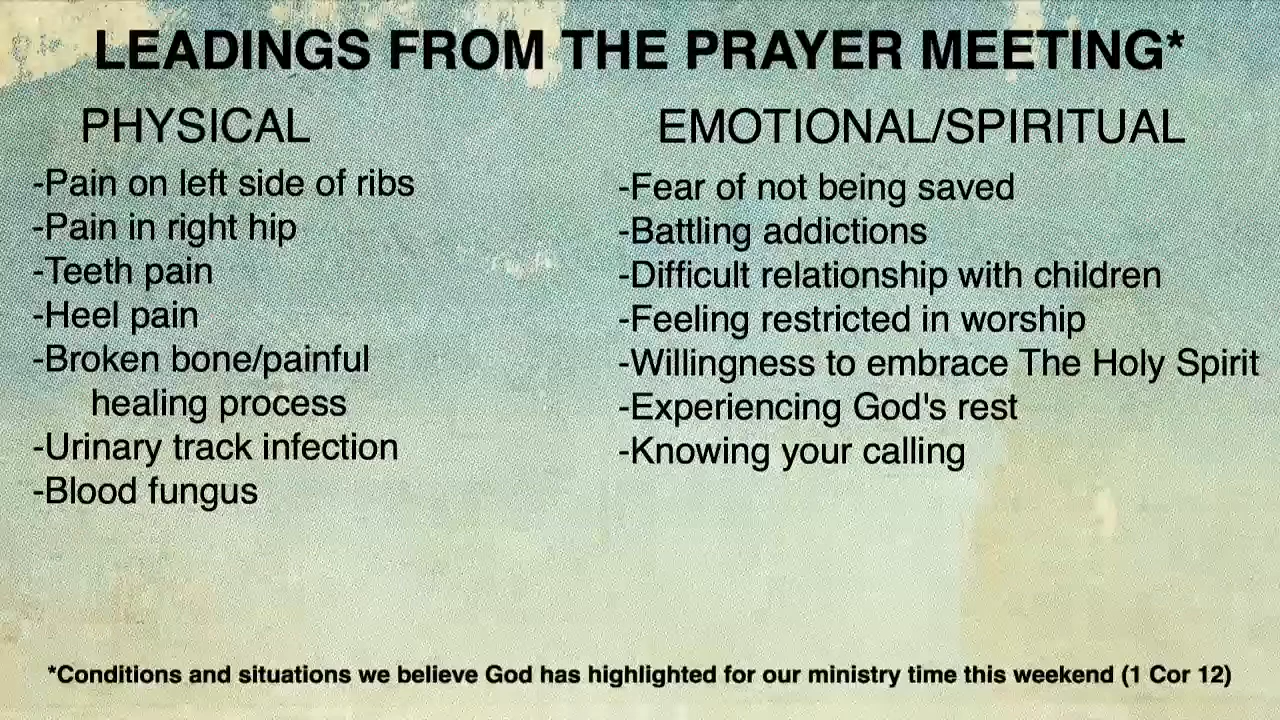 LEADINGS FROM THE PRAYER MEETING*
PHYSICAL
-Pain on left side of ribs
-Pain in right hip
-Teeth pain
-Heel pain
-Broken bone/painful
healing process
-Urinary track infection
-Blood fungus
EMOTIONAL/SPIRITUAL
-Fear of not being saved
-Battling addictions
-Difficult relationship with children
-Feeling restricted in worship
-Willingness to embrace The Holy Spirit
-Experiencing God's rest
-Knowing your calling
*Conditions and situations we believe God has highlighted for our ministry time this weekend (1 Cor 12)